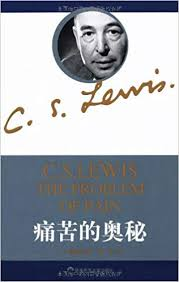 C. S. Lewis.
C.S.LEWIS
THE PROBLEM
OF PAIN
痛苦的奥秘